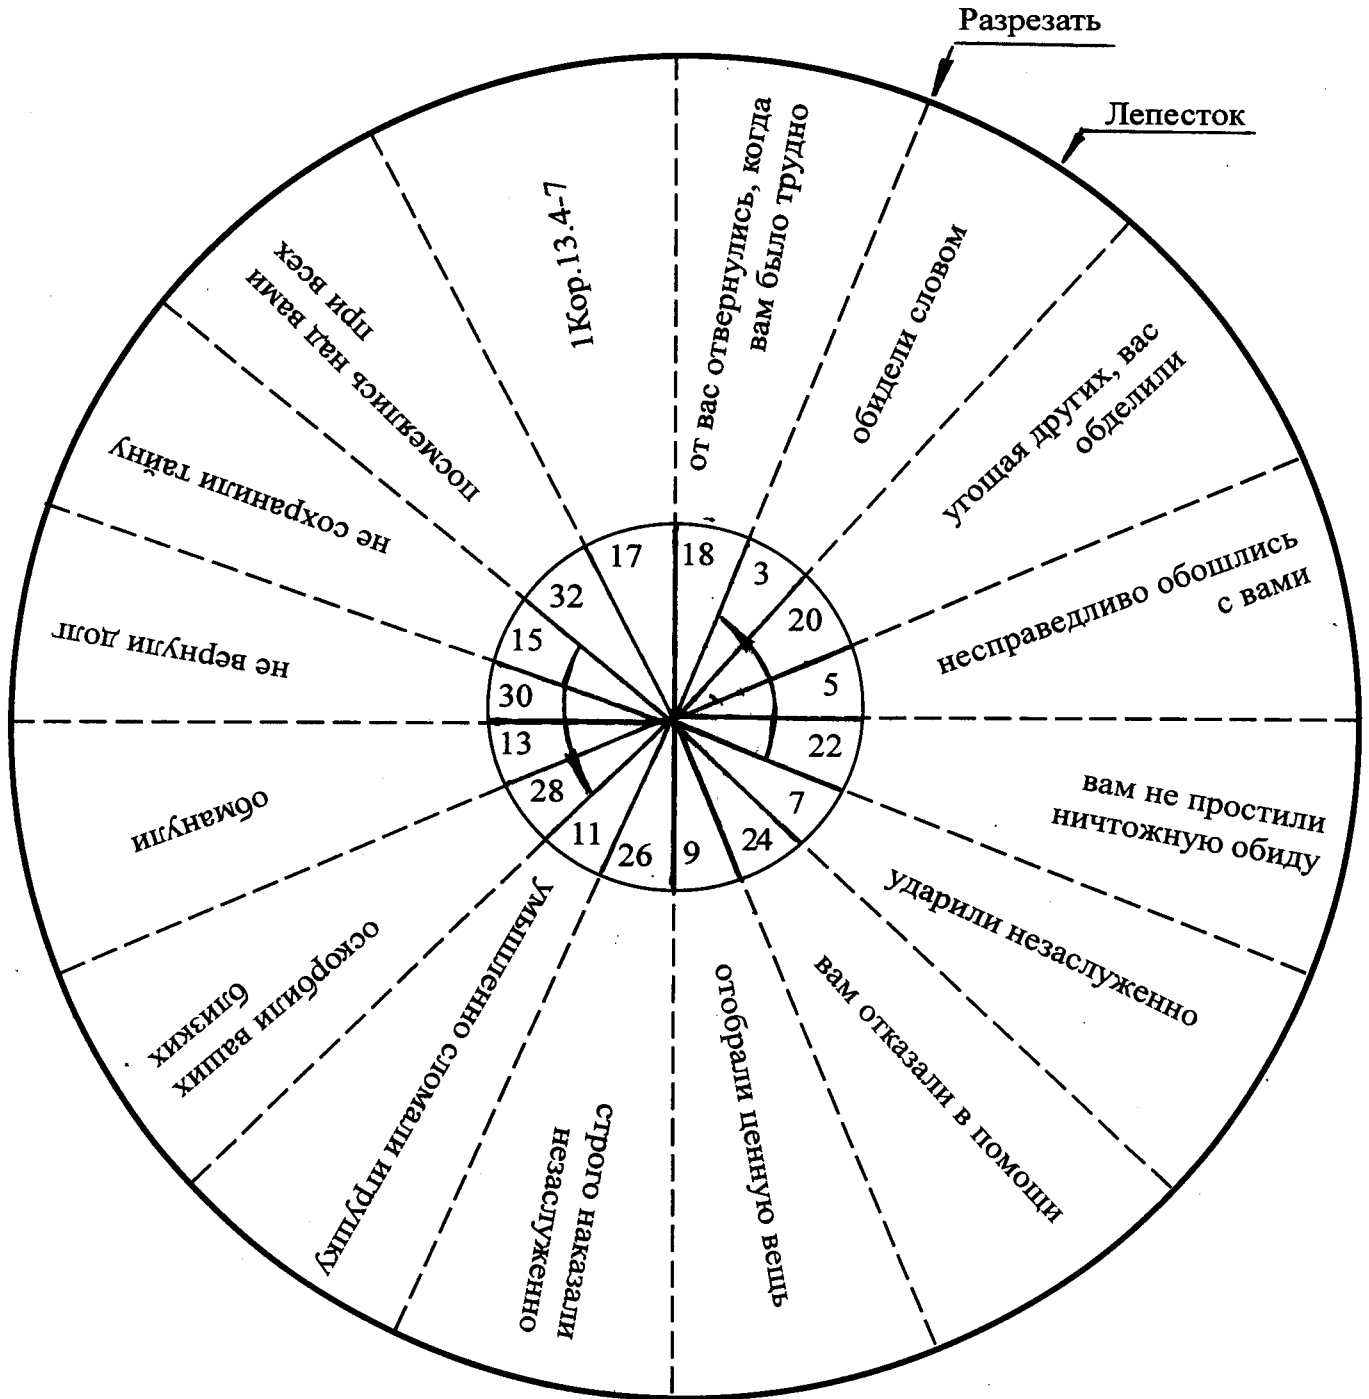 Разрезать
Лепесток
от вас отвернулись, когда
вам было трудно
обидели словом
угощая других, вас
обделили
несправедливо обошлись
с вами
вам не простили
ничтожную обиду
ударили незаслуженно
вам отказали в помощи
отобрали ценную вещь
строго наказали
незаслуженно
умышленно сломали игрушку
оскорбили ваших
близких
обманули
не вернули долг
не сохранили тайну
посмеялись над вами
при всех
1Кор.13.4-7
18
3
20
5
22
7
24
9
26
11
28
13
30
15
32
17